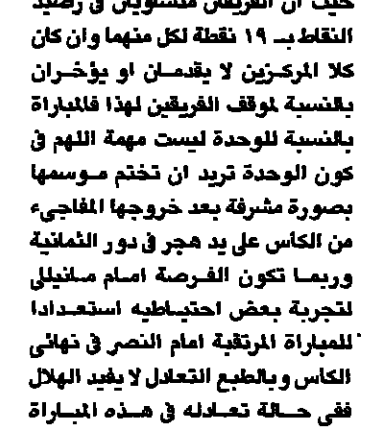 حيث ان الفريقان متساويان في رصيد
النقاط بـ ١٩ نقطة لكل منهما وان كان
كلا المركزين لا يقدمان او يؤخران
بالنسبة لموقف الفريقين لهذا فالمباراة
بالنسبة للوحدة ليست مهمة اللهم في
كون الوحدة تريد ان تختم موسمها
بصورة مشرفة بعد خروجها المفاجيء
من الكأس على يد هجر في دور الثمانية
وربما تكون الفرصة امام مانيللي
لتجربة بعض احتياطيه استعدادا
للمباراة المرتقبة امام النصر في نهائي
الكاس وبالطبع التعادل لا يفيد الهلال
ففي حالة تعادله في هذه المباراة